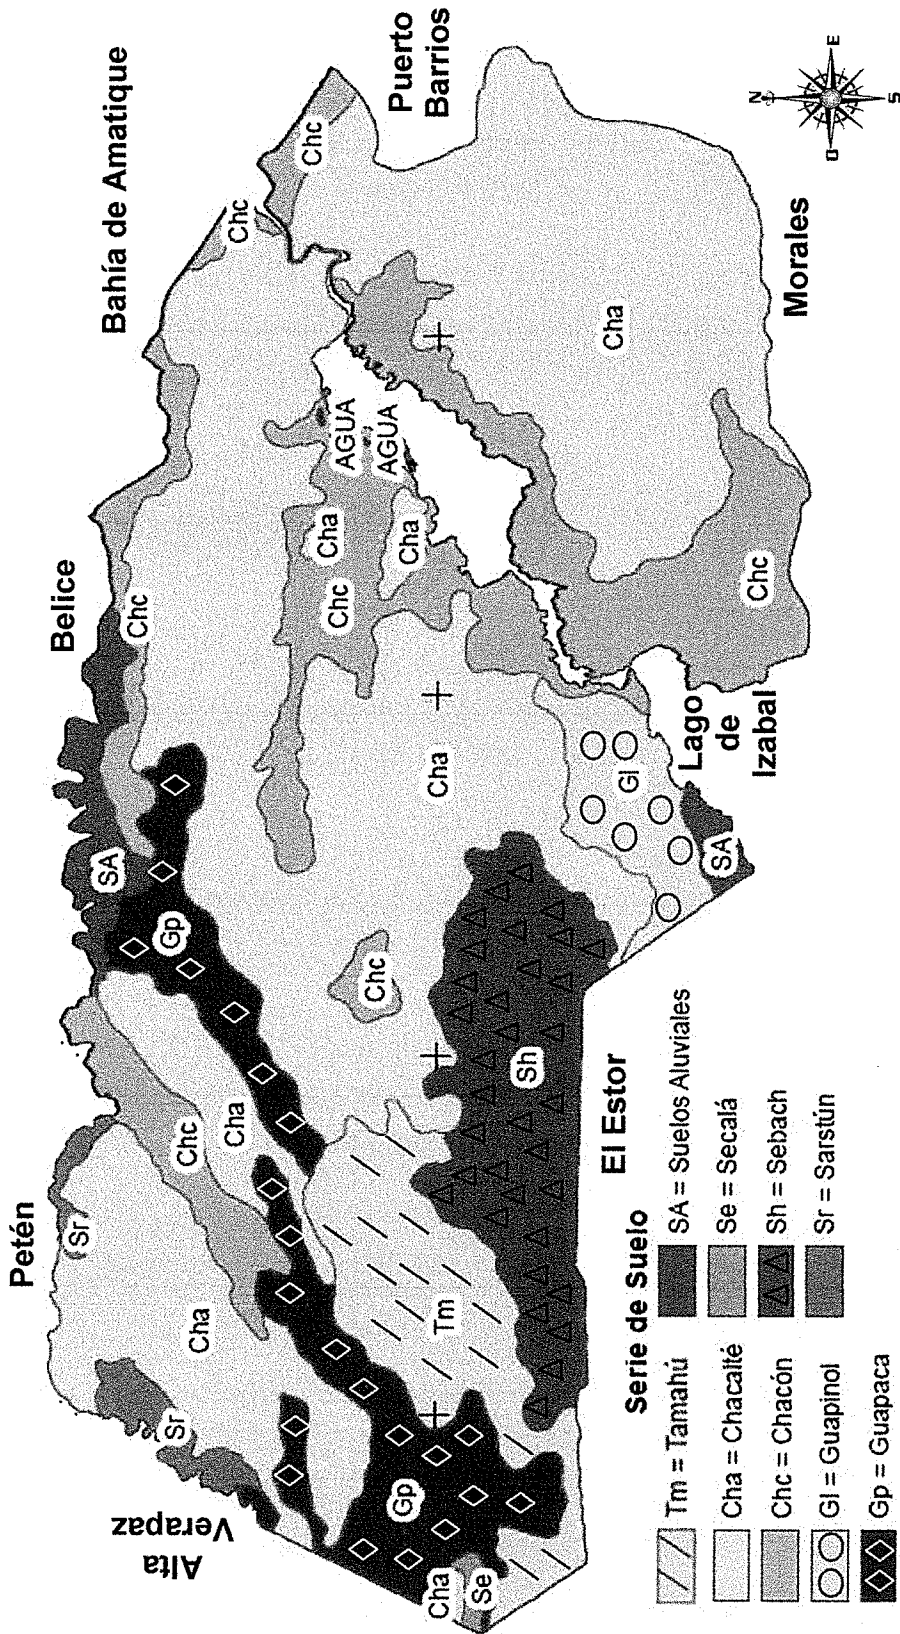 Petén
Belice
Bahía de Amatique
Puerto
Barrios
Alta
Verapaz
Sr
Sr
Cha
Chc
Cha
SA
Gp
Chc
Chc
Chc
Cha
Chc
AGUA
AGUA
Cha
Chc
Cha
Cha
Tm
Gp
Cha
Se
Sh
Gl
SA
Chc
Morales
Lago
de
Izabal
El Estor
N
E
S
O
Serie de Suelo
Tm = Tamahú
Cha = Chacalté
Chc = Chacón
Gl = Guapinol
Gp = Guapaca
SA = Suelos Aluviales
Se = Secalá
Sh = Sebach
Sr = Sarstún